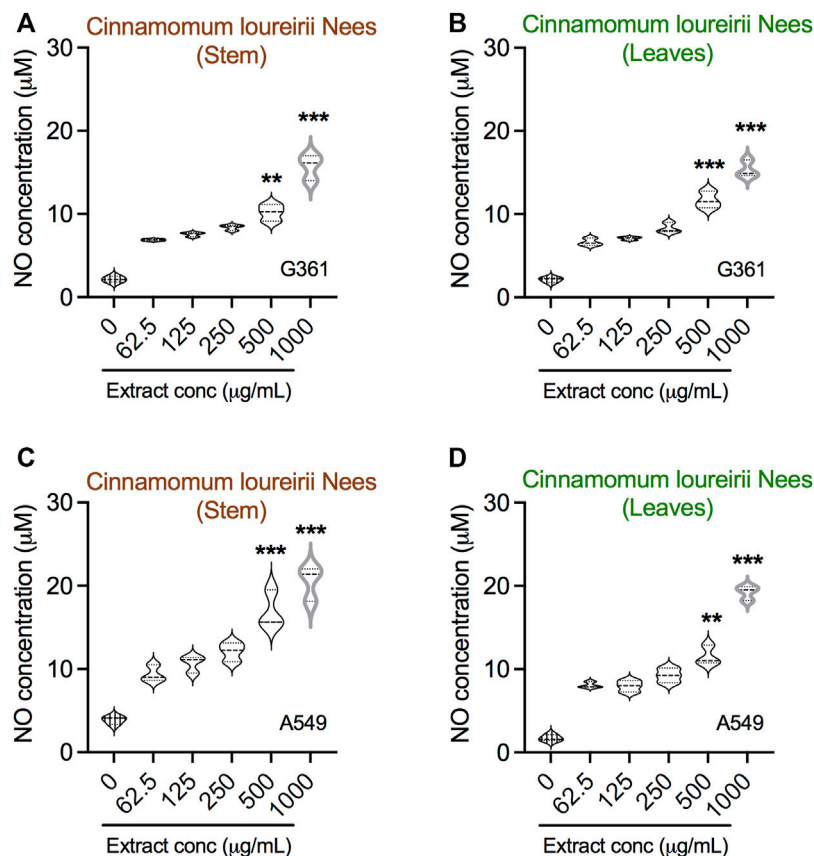 A
Cinnamomum loureirii Nees
(Stem)
NO concentration (μM)
30
20
10
0
**
***
G361
0
62.5
125
250
500
1000
Extract conc (μg/mL)
B
Cinnamomum loureirii Nees
(Leaves)
NO concentration (μM)
30
20
10
0
***
***
G361
0
62.5
125
250
500
1000
Extract conc (μg/mL)
C
Cinnamomum loureirii Nees
(Stem)
NO concentration (μM)
30
20
10
0
***
***
A549
0
62.5
125
250
500
1000
Extract conc (μg/mL)
D
Cinnamomum loureirii Nees
(Leaves)
NO concentration (μM)
30
20
10
0
**
***
A549
0
62.5
125
250
500
1000
Extract conc (μg/mL)